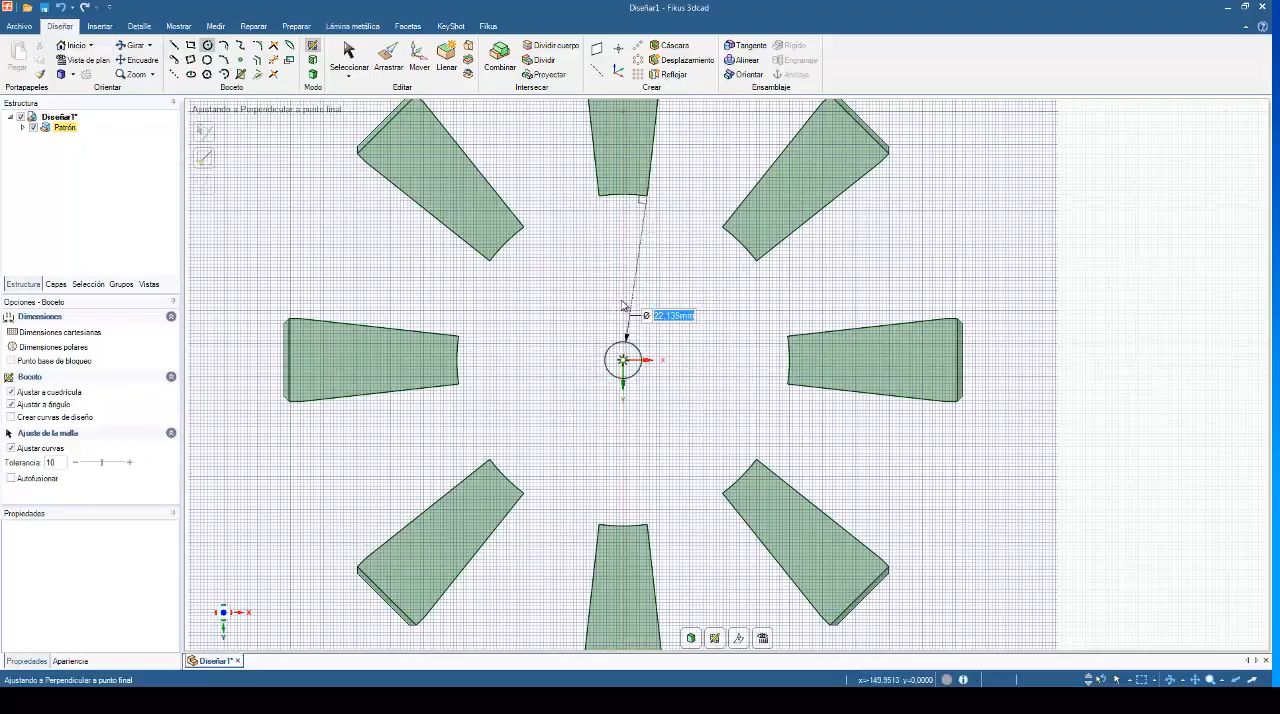 Diseñar1* - Fikus 3dcad
Archivo Diseñar Insertar Detalle Mostrar Medir Reparar Preparar Lámina metálica Facetas KeyShot Fikus
Pegar Inicio Girar Seleccionar Arrastrar Mover Llenar Combinar Dividir cuerpo Cáscara Tangente Rígido
Vista de plan Encuadre Dividir Desplazamiento Alinear Engranaje
Zoom Proyectar Reflejar Orientar Anclaje
Portapapeles Orientar Boceto Modo Editar Intersecar Crear Ensamblaje
Estructura
Diseñar1*
Patrón
Ajustando a Perpendicular a punto final
Estructura Capas Selección Grupos Vistas
Opciones - Boceto
Dimensiones
Dimensiones cartesianas
Dimensiones polares
Punto base de bloqueo
Boceto
Ajustar a cuadrícula
Ajustar a ángulo
Crear curvas de diseño
Ajuste de la malla
Ajustar curvas
Tolerancia: 10
Autofusionar
Propiedades
Ø 22,135mm
X
Y
X
Y
Propiedades Apariencia
Diseñar1*
Ajustando a Perpendicular a punto final
x=-149,9513 y=0,0000